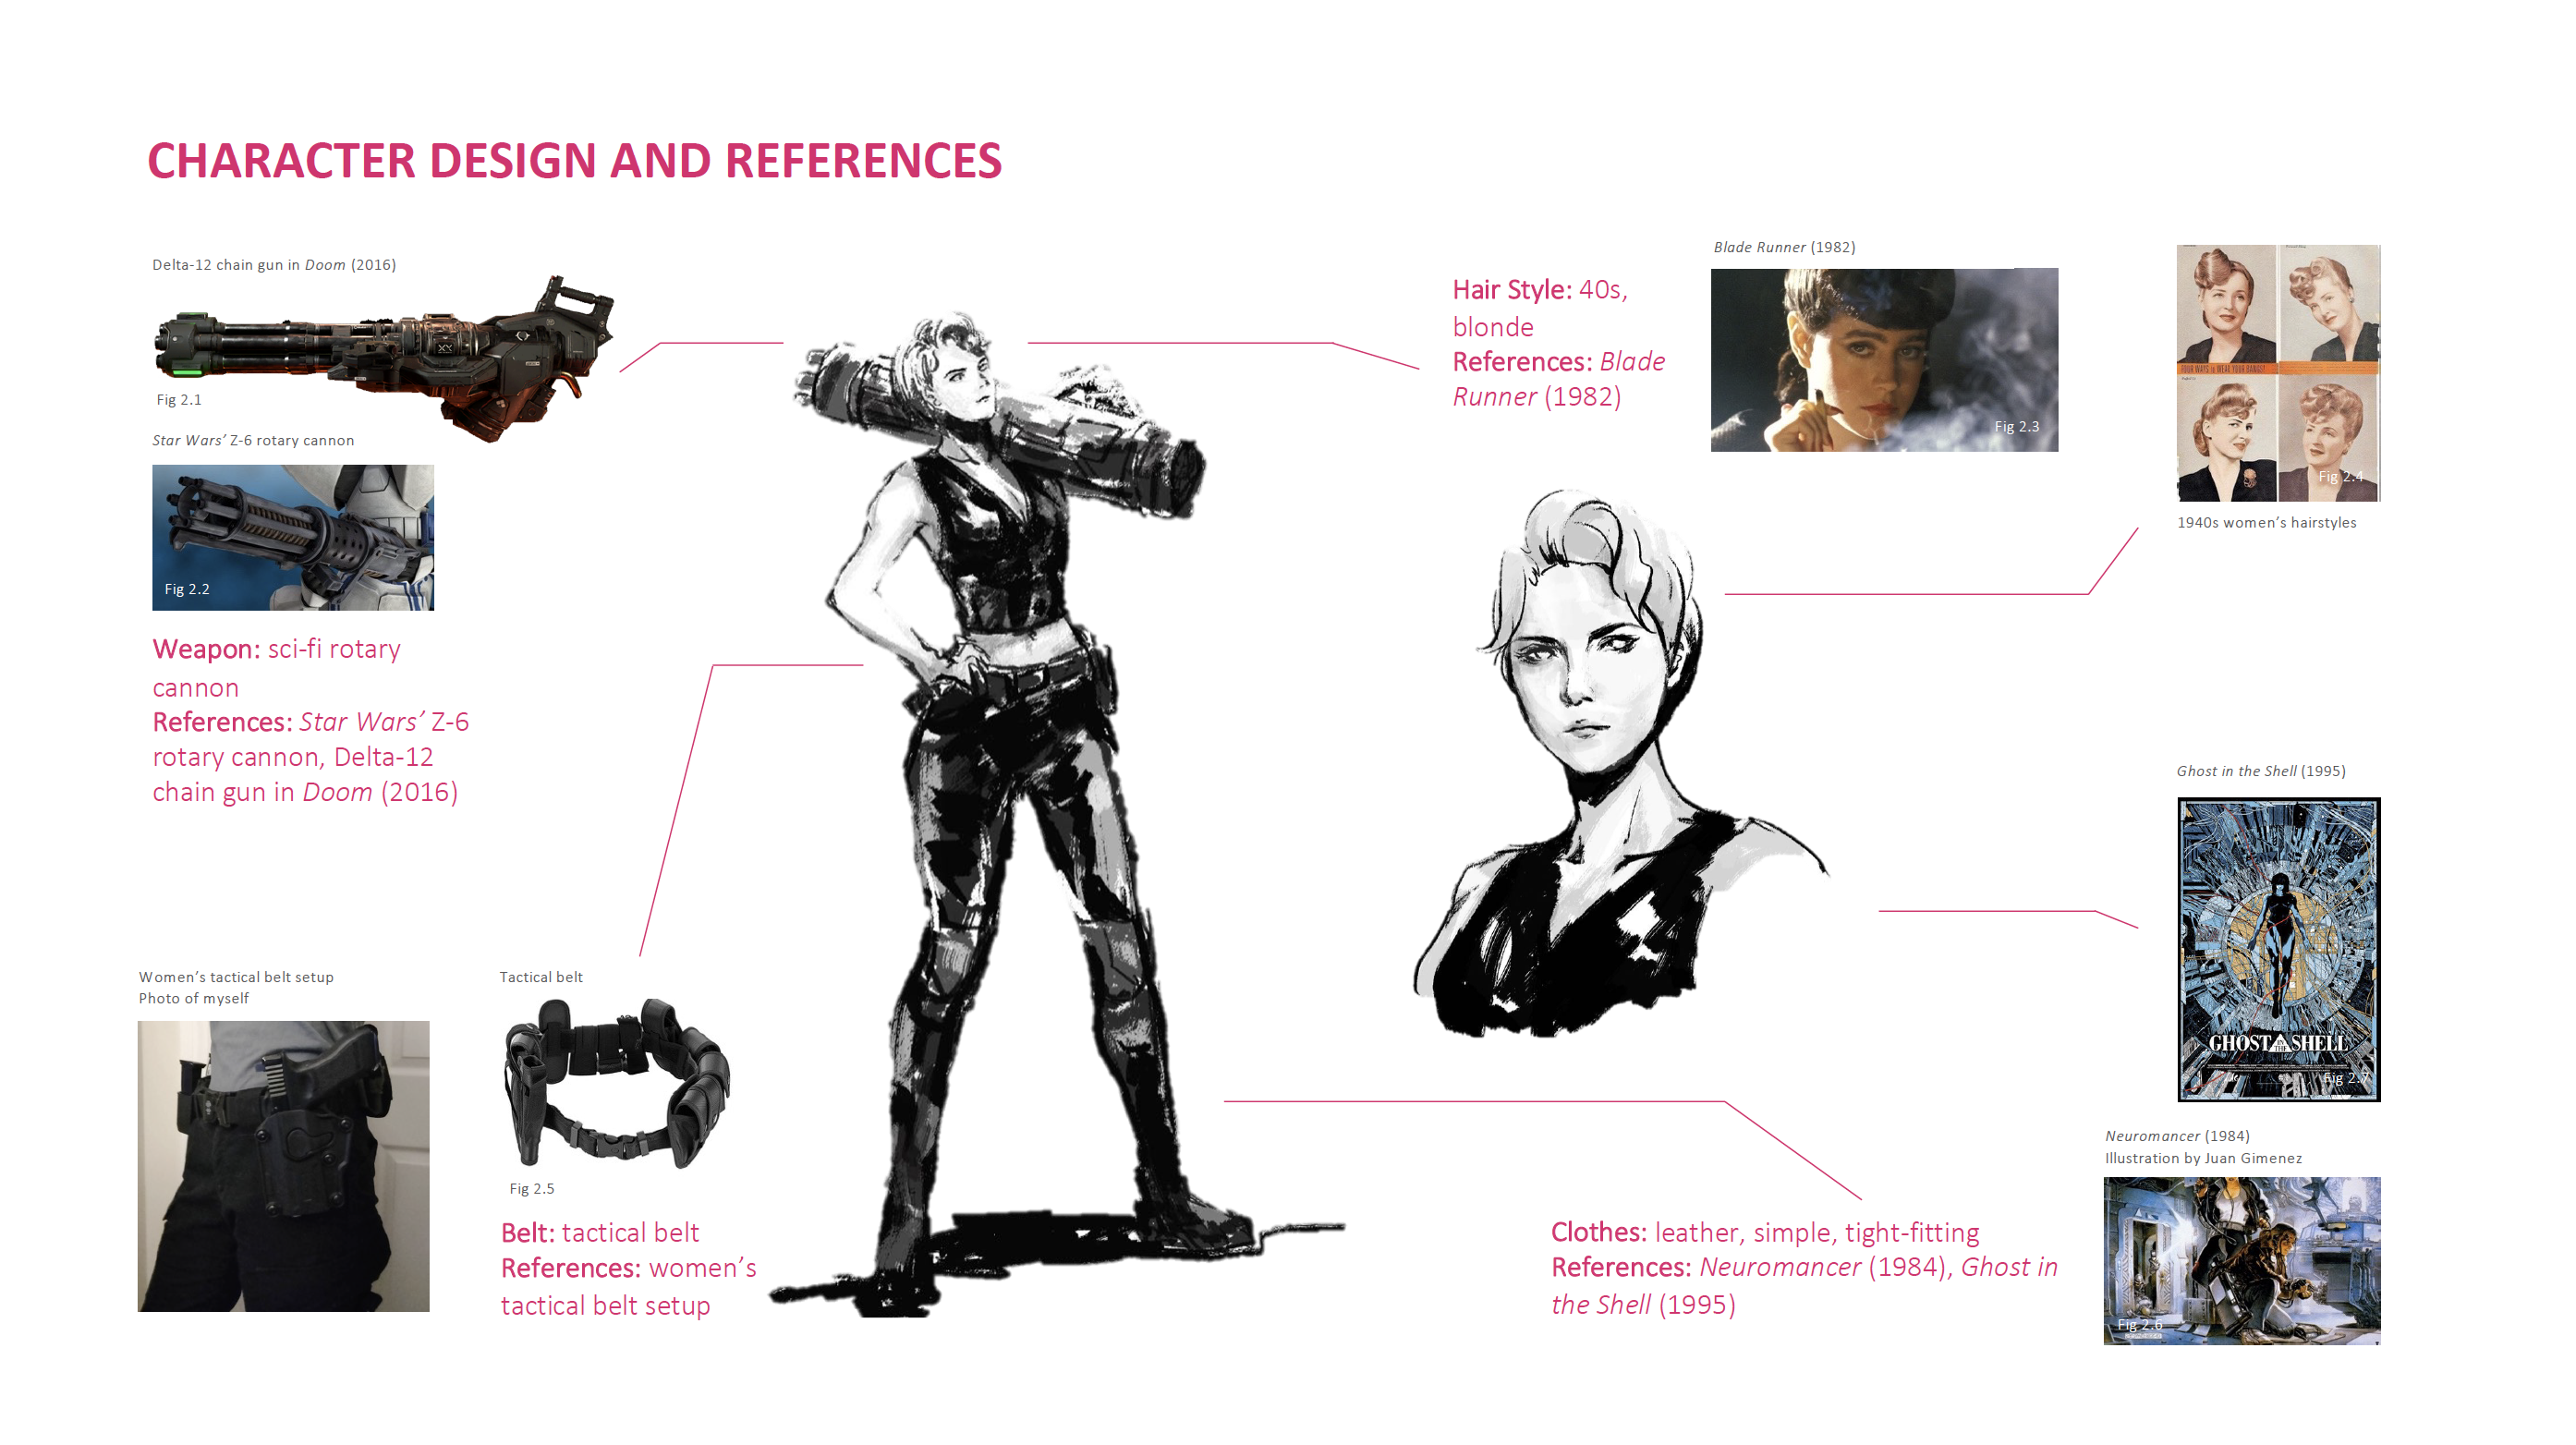 CHARACTER DESIGN AND REFERENCES
Delta-12 chain gun in Doom (2016)
Fig 2.1
Star Wars’ Z-6 rotary cannon
Fig 2.2
Weapon: sci-fi rotary
cannon
References: Star Wars’ Z-6
rotary cannon, Delta-12
chain gun in Doom (2016)
Women’s tactical belt setup
Photo of myself
Tactical belt
Fig 2.5
Belt: tactical belt
References: women’s
tactical belt setup
Hair Style: 40s,
blonde
References: Blade
Runner (1982)
Blade Runner (1982)
Fig 2.3
FOUR WAYS to WEAR YOUR BANGS!
Fig 2.4
1940s women’s hairstyles
Ghost in the Shell (1995)
GHOST IN THE SHELL
Fig 2.7
Clothes: leather, simple, tight-fitting
References: Neuromancer (1984), Ghost in
the Shell (1995)
Neuromancer (1984)
Illustration by Juan Gimenez
Fig 2.6